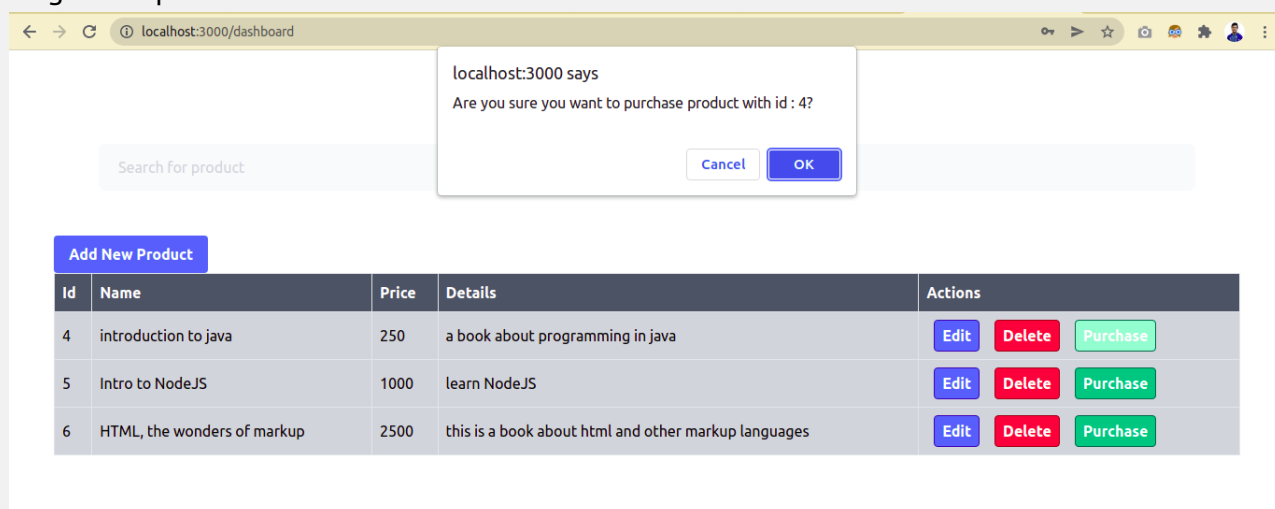 localhost:3000/dashboard
localhost:3000 says
Are you sure you want to purchase product with id : 4?
Cancel OK
Search for product
Add New Product
Id Name Price Details Actions
4 introduction to java 250 a book about programming in java Edit Delete Purchase
5 Intro to NodeJS 1000 learn NodeJS Edit Delete Purchase
6 HTML, the wonders of markup 2500 this is a book about html and other markup languages Edit Delete Purchase